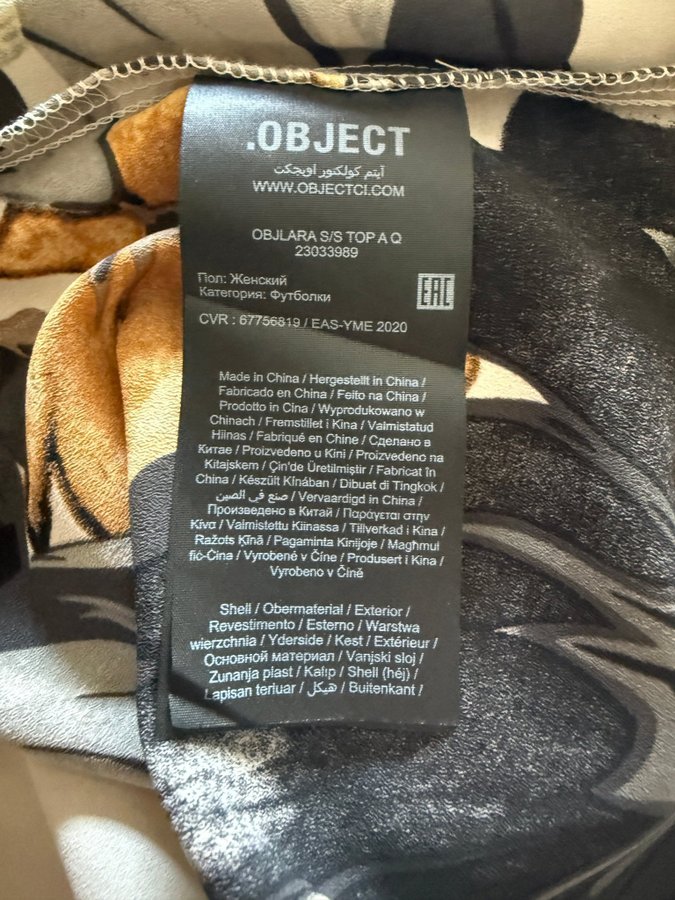 .OBJECT
آيتم كولكتور اوبجكت
WWW.OBJECTCI.COM
OBJLARA S/S TOP A Q
23033989
Пол: Женский
Категория: Футболки
EAC
CVR : 67756819 / EAS-YME 2020
Made in China / Hergestellt in China /
Fabricado en China / Feito na China /
Prodotto in Cina / Wyprodukowano w
Chinach / Fremstillet i Kina / Valmistatud
Hiinas / Fabriqué en Chine / Сделано в
Китае / Proizvedeno u Kini / Proizvedeno na
Kitajskem / Çin'de Üretilmiştir / Fabricat în
China / Készült Kínában / Dibuat di Tingkok /
صنع في الصين / Vervaardigd in China /
Произведено в Китай / Παράγεται στην
Κίνα / Valmistettu Kiinassa / Tillverkad i Kina /
Ražots Ķīnā / Pagaminta Kinijoje / Magħmul
fiċ-Ċina / Vyrobené v Číne / Produsert i Kina /
Vyrobeno v Číně
Shell / Obermaterial / Exterior /
Revestimento / Esterno / Warstwa
wierzchnia / Yderside / Kest / Extérieur /
Основной материал / Vanjski sloj /
Zunanja plast / Kalıp / Shell (héj) /
Lapisan terluar / هيكل / Buitenkant /